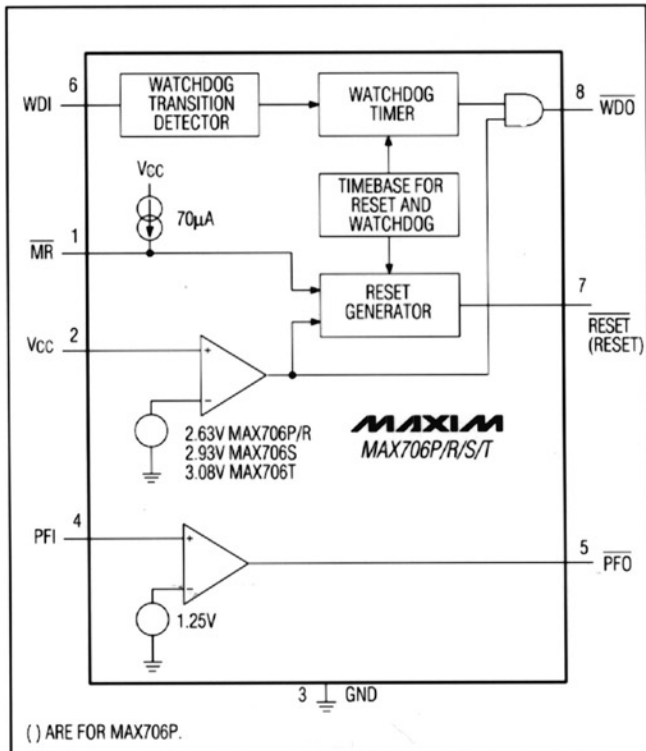 6
WDI
WATCHDOG
TRANSITION
DETECTOR
WATCHDOG
TIMER
8
WDO
VCC
70µA
TIMEBASE FOR
RESET AND
WATCHDOG
1
MR
RESET
GENERATOR
7
RESET
(RESET)
2
VCC
+
−
2.63V MAX706P/R
2.93V MAX706S
3.08V MAX706T
MAXIM
MAX706P/R/S/T
4
PFI
+
−
5
PFO
1.25V
3
GND
( ) ARE FOR MAX706P.